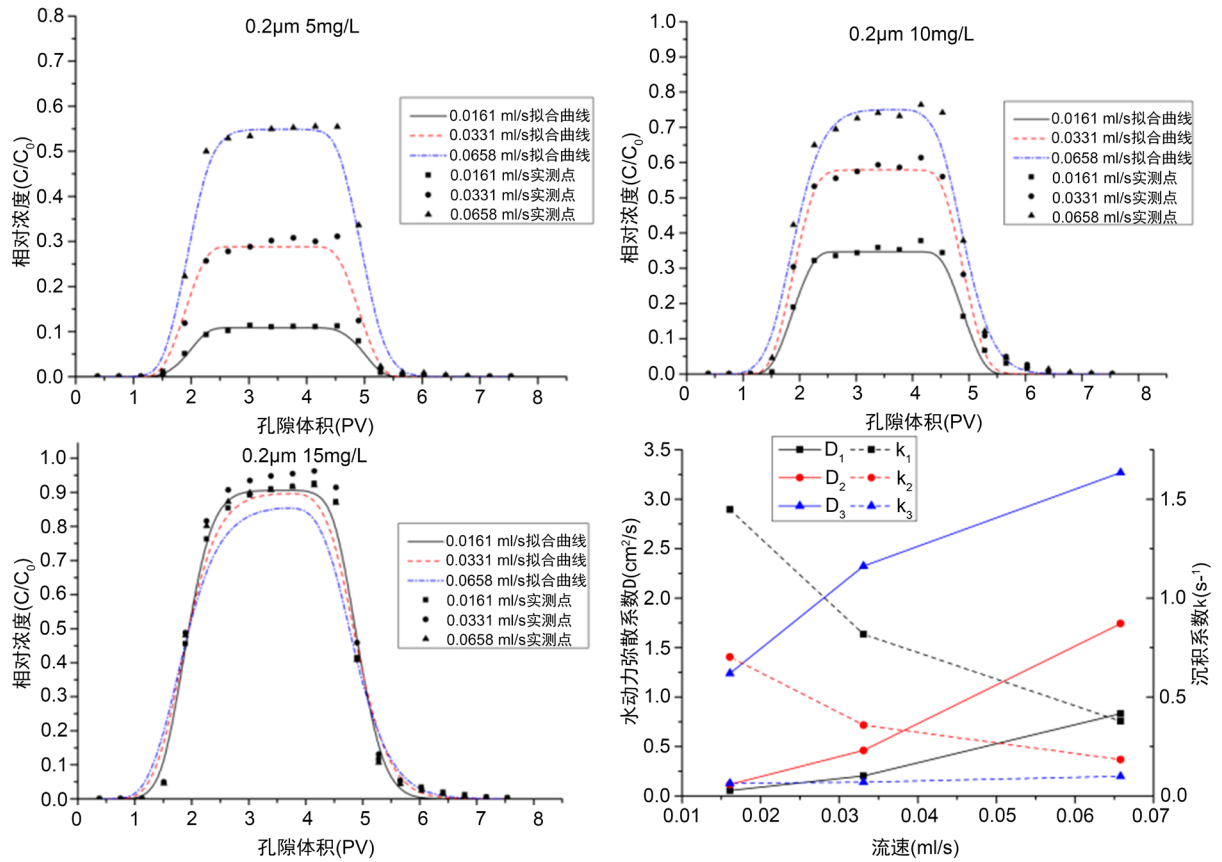 0.2μm 5mg/L
0.8
0.7
0.6
0.5
0.4
0.3
0.2
0.1
0.0
相对浓度(C/C0)
0.0161 ml/s拟合曲线
0.0331 ml/s拟合曲线
0.0658 ml/s拟合曲线
0.0161 ml/s实测点
0.0331 ml/s实测点
0.0658 ml/s实测点
0 1 2 3 4 5 6 7 8
孔隙体积(PV)
0.2μm 10mg/L
1.0
0.9
0.8
0.7
0.6
0.5
0.4
0.3
0.2
0.1
0.0
相对浓度(C/C0)
0.0161 ml/s拟合曲线
0.0331 ml/s拟合曲线
0.0658 ml/s拟合曲线
0.0161 ml/s实测点
0.0331 ml/s实测点
0.0658 ml/s实测点
0 1 2 3 4 5 6 7 8
孔隙体积(PV)
0.2μm 15mg/L
1.0
0.9
0.8
0.7
0.6
0.5
0.4
0.3
0.2
0.1
0.0
相对浓度(C/C0)
0.0161 ml/s拟合曲线
0.0331 ml/s拟合曲线
0.0658 ml/s拟合曲线
0.0161 ml/s实测点
0.0331 ml/s实测点
0.0658 ml/s实测点
0 1 2 3 4 5 6 7 8
孔隙体积(PV)
D1 k1
D2 k2
D3 k3
3.5
3.0
2.5
2.0
1.5
1.0
0.5
0.0
水动力弥散系数D(cm2/s)
1.5
1.0
0.5
0.0
沉积系数k(s-1)
0.01 0.02 0.03 0.04 0.05 0.06 0.07
流速(ml/s)